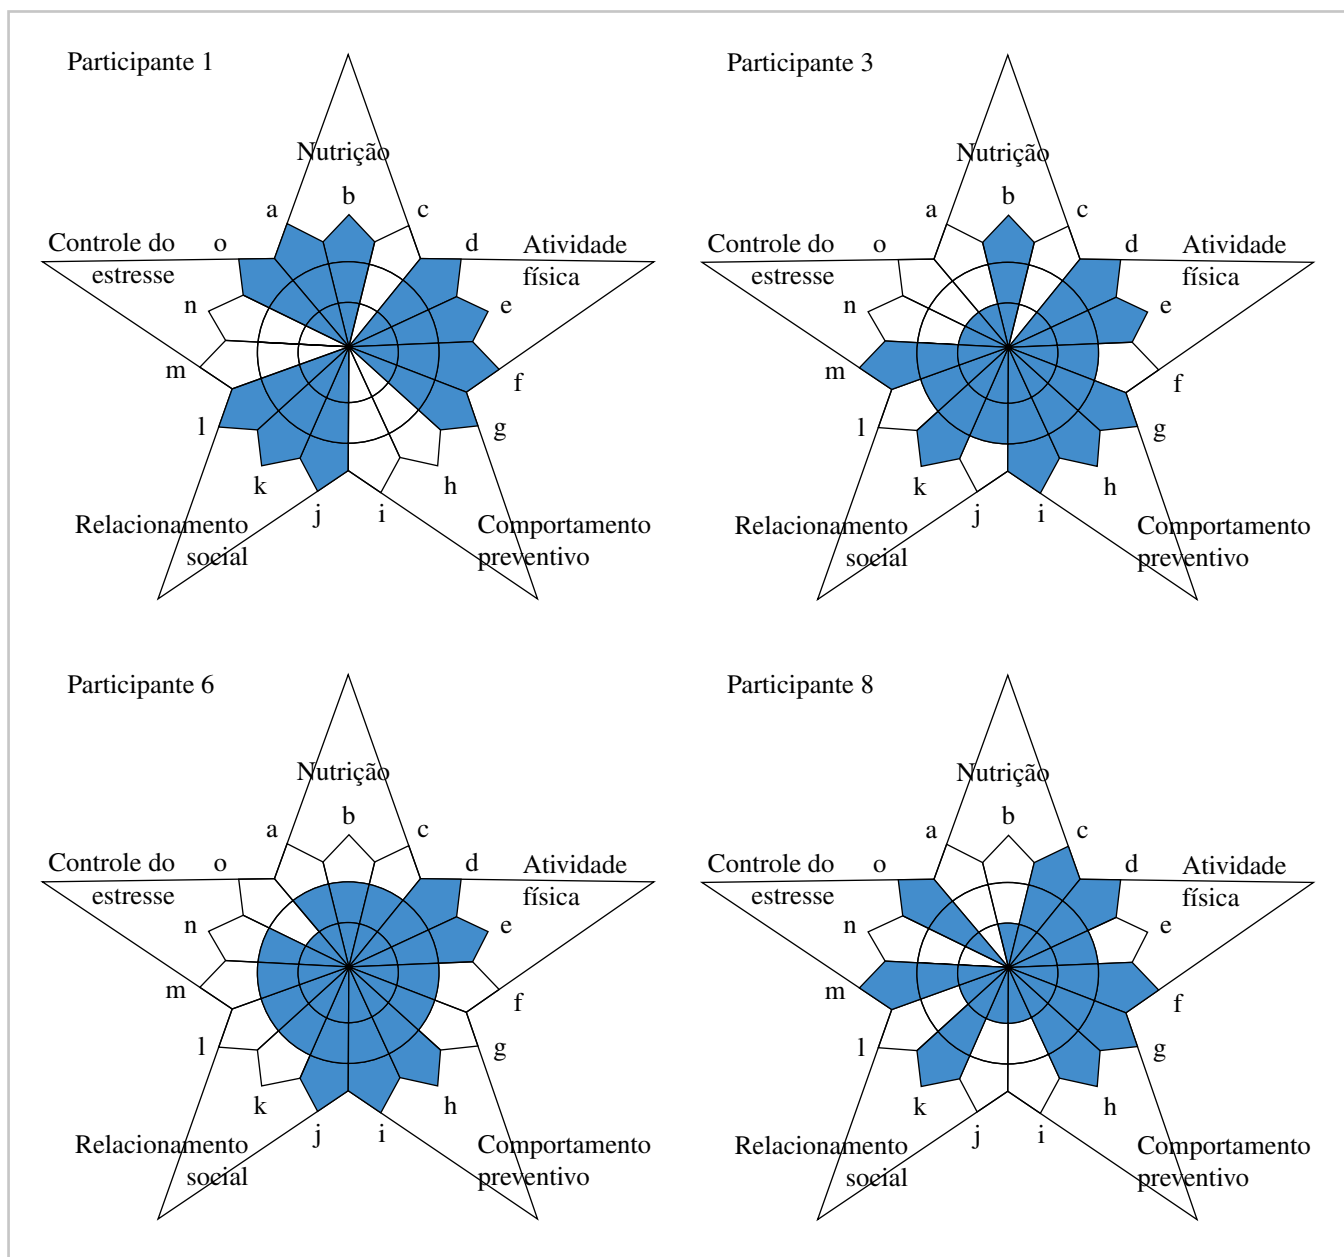 Participante 1
Nutrição
b
a
c
Controle do
estresse
o
d
Atividade
física
n
e
m
f
l
g
k
h
j
i
Relacionamento
social
Comportamento
preventivo
Participante 3
Nutrição
b
a
c
Controle do
estresse
o
d
Atividade
física
n
e
m
f
l
g
k
h
j
i
Relacionamento
social
Comportamento
preventivo
Participante 6
Nutrição
b
a
c
Controle do
estresse
o
d
Atividade
física
n
e
m
f
l
g
k
h
j
i
Relacionamento
social
Comportamento
preventivo
Participante 8
Nutrição
b
a
c
Controle do
estresse
o
d
Atividade
física
n
e
m
f
l
g
k
h
j
i
Relacionamento
social
Comportamento
preventivo